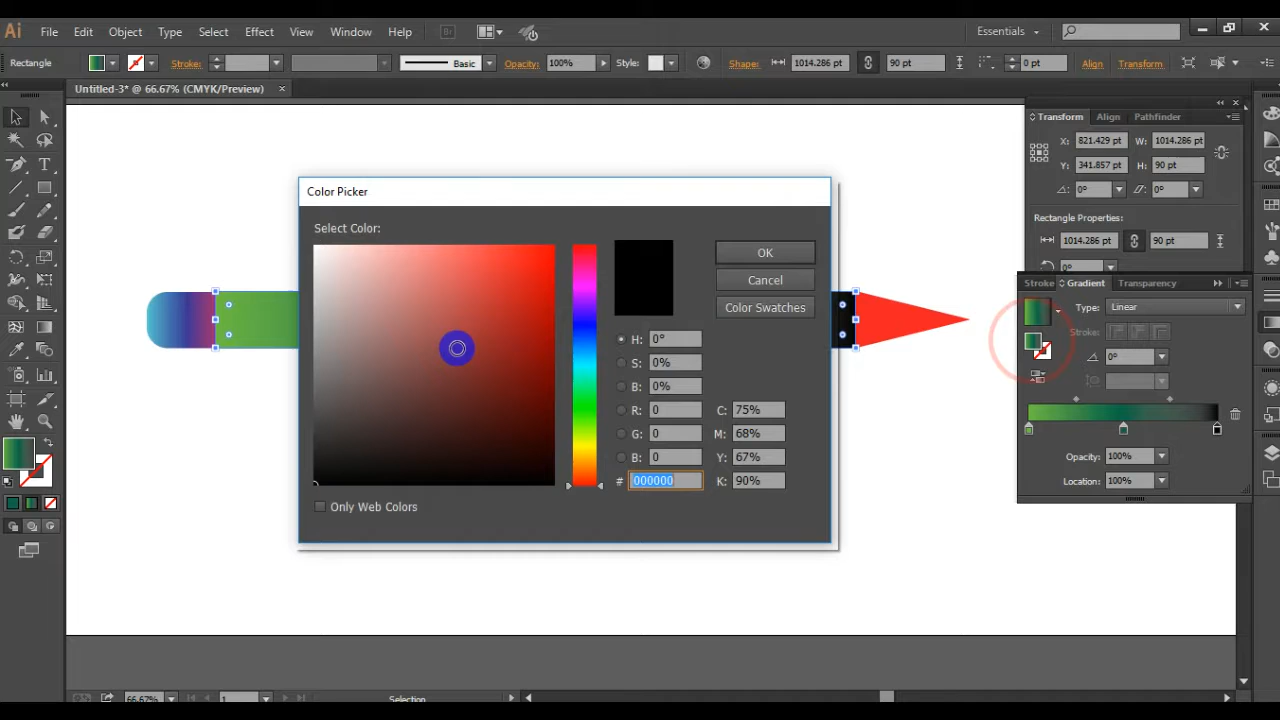 Ai File Edit Object Type Select Effect View Window Help Br Essentials
Rectangle Stroke: Basic Opacity: 100% Style: Shape: 1014.286 pt 90 pt 0 pt Align Transform
Untitled-3* @ 66.67% (CMYK/Preview)
Transform Align Pathfinder
X: 821.429 pt W: 1014.286 pt
Y: 341.857 pt H: 90 pt
0° 0°
Rectangle Properties:
1014.286 pt 90 pt
0°
Color Picker
Select Color:
OK
Cancel
Color Swatches
H: 0°
S: 0%
B: 0%
R: 0 C: 75%
G: 0 M: 68%
B: 0 Y: 67%
# 000000 K: 90%
Only Web Colors
Stroke Gradient Transparency
Type: Linear
Stroke:
0°
Opacity: 100%
Location: 100%
66.67% 1 Selection